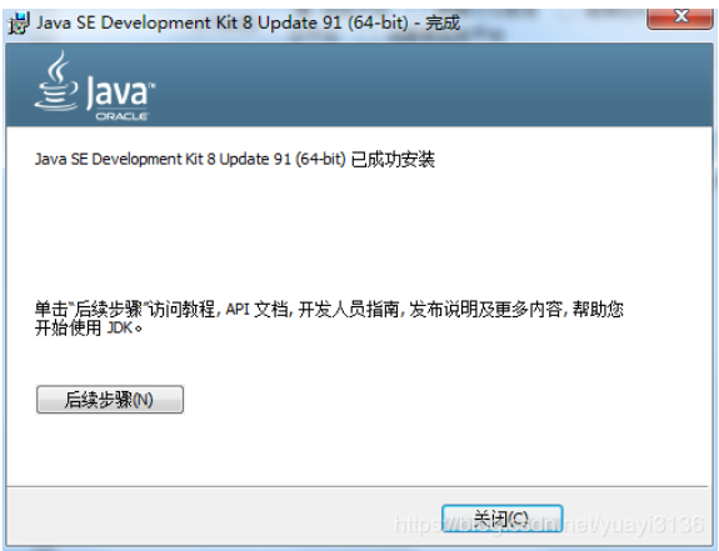 Java SE Development Kit 8 Update 91 (64-bit) - 完成
X
Java™
ORACLE
Java SE Development Kit 8 Update 91 (64-bit) 已成功安装
单击“后续步骤”访问教程, API 文档, 开发人员指南, 发布说明及更多内容, 帮助您
开始使用 JDK。
后续步骤(N)
关闭(C)
https://blog.csdn.net/yuayi3136